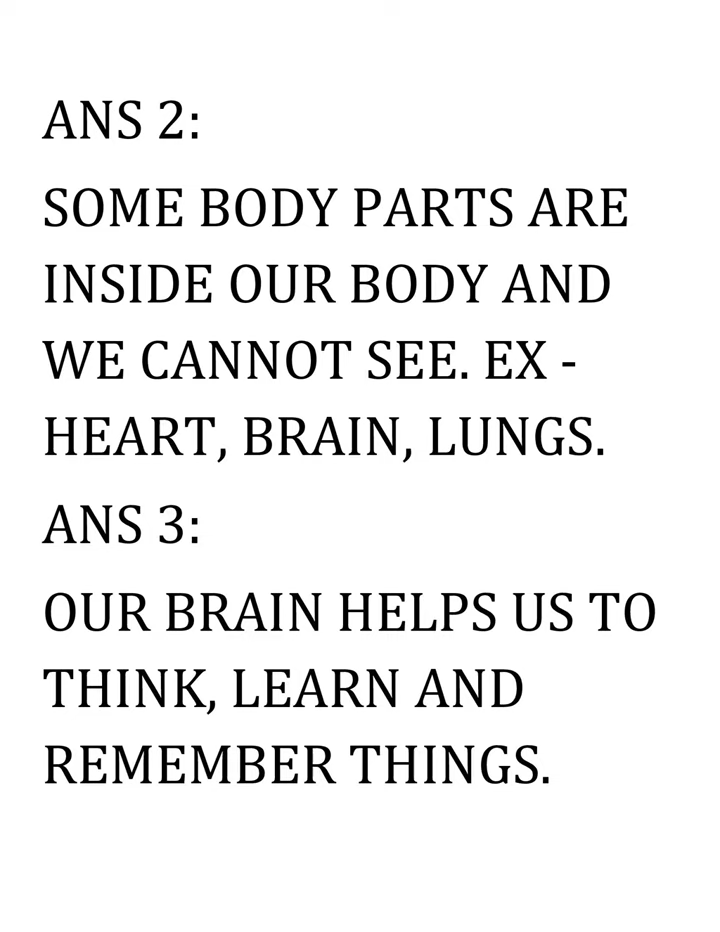 ANS 2:
SOME BODY PARTS ARE
INSIDE OUR BODY AND
WE CANNOT SEE. EX -
HEART, BRAIN, LUNGS.
ANS 3:
OUR BRAIN HELPS US TO
THINK, LEARN AND
REMEMBER THINGS.